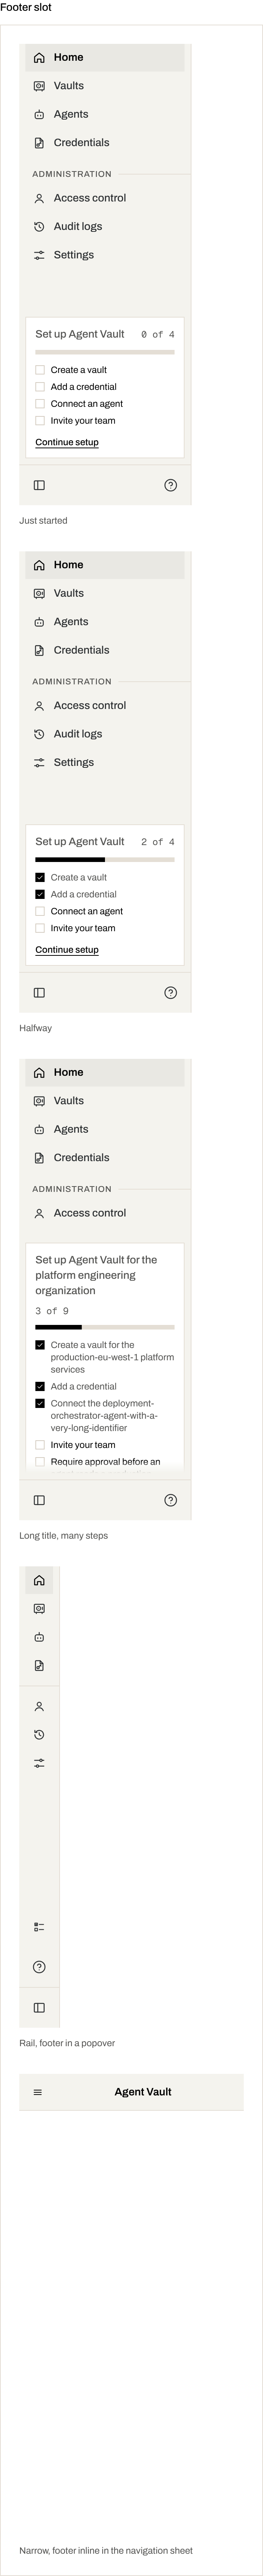 Footer slot
Home
Vaults
Agents
Credentials
ADMINISTRATION
Access control
Audit logs
Settings
Set up Agent Vault 0 of 4
Create a vault
Add a credential
Connect an agent
Invite your team
Continue setup
Just started
Home
Vaults
Agents
Credentials
ADMINISTRATION
Access control
Audit logs
Settings
Set up Agent Vault 2 of 4
Create a vault
Add a credential
Connect an agent
Invite your team
Continue setup
Halfway
Home
Vaults
Agents
Credentials
ADMINISTRATION
Access control
Set up Agent Vault for the
platform engineering
organization
3 of 9
Create a vault for the
production-eu-west-1 platform
services
Add a credential
Connect the deployment-
orchestrator-agent-with-a-
very-long-identifier
Invite your team
Require approval before an
Long title, many steps
Rail, footer in a popover
Agent Vault
Narrow, footer inline in the navigation sheet